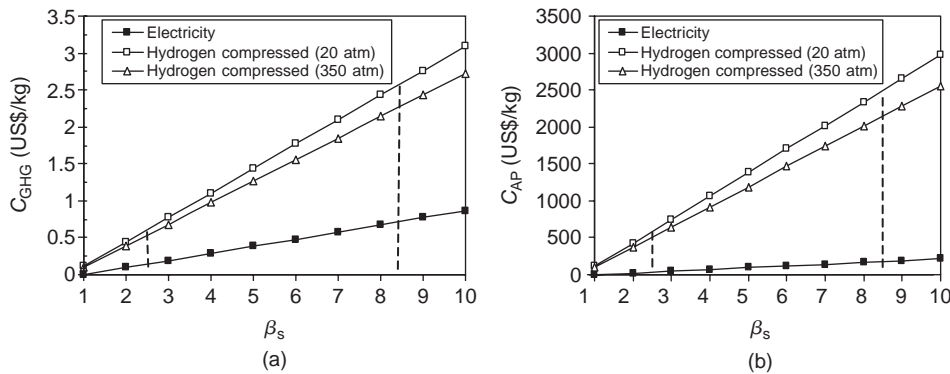 3.5
3
2.5
2
1.5
1
0.5
0
C_GHG (US$/kg)
Electricity
Hydrogen compressed (20 atm)
Hydrogen compressed (350 atm)
1 2 3 4 5 6 7 8 9 10
β_s
(a)
3500
3000
2500
2000
1500
1000
500
0
C_AP (US$/kg)
Electricity
Hydrogen compressed (20 atm)
Hydrogen compressed (350 atm)
1 2 3 4 5 6 7 8 9 10
β_s
(b)